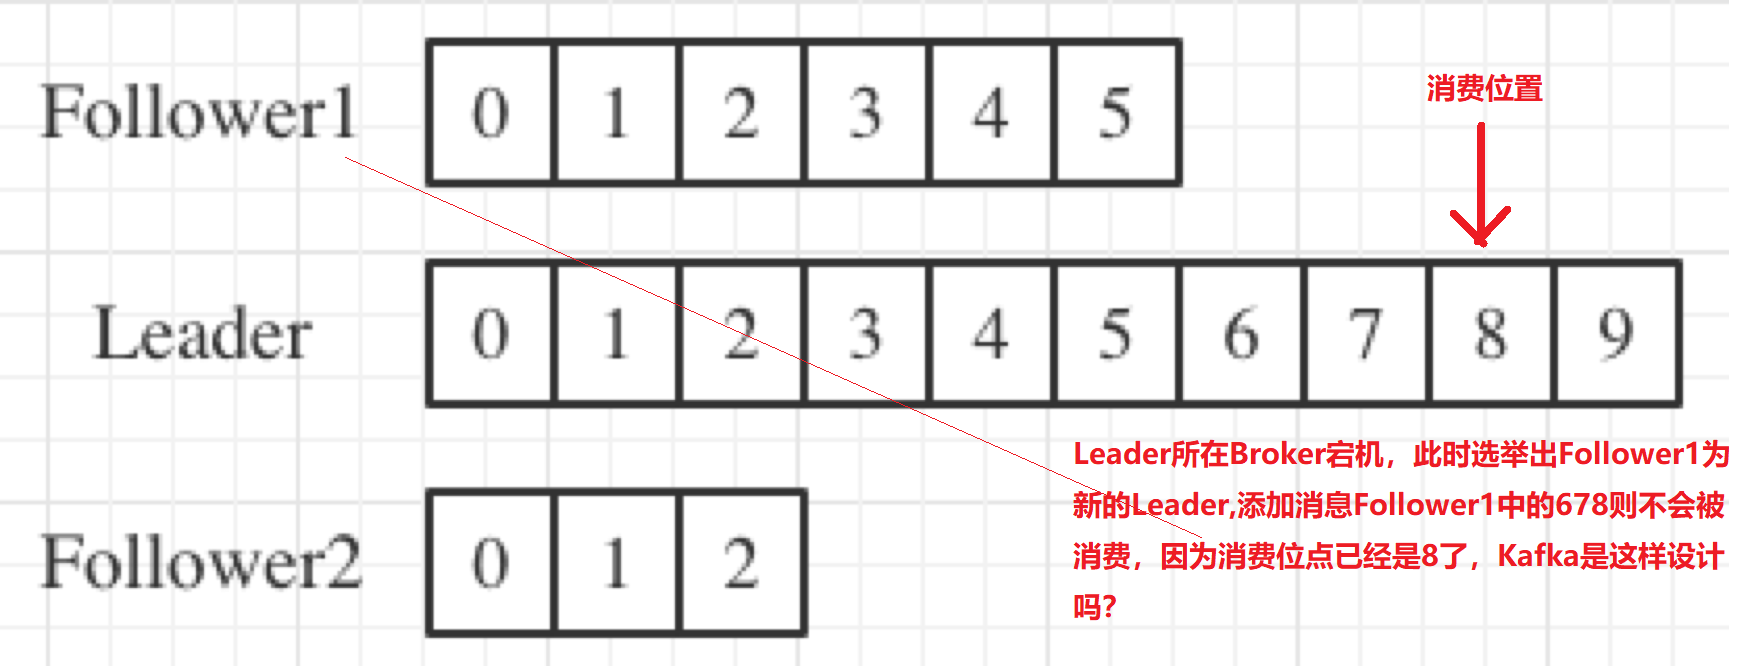 消费位置
Follower1 0 1 2 3 4 5
Leader 0 1 2 3 4 5 6 7 8 9
Leader所在Broker宕机，此时选举出Follower1为
新的Leader,添加消息Follower1中的678则不会被
消费，因为消费位点已经是8了，Kafka是这样设计
吗？
Follower2 0 1 2